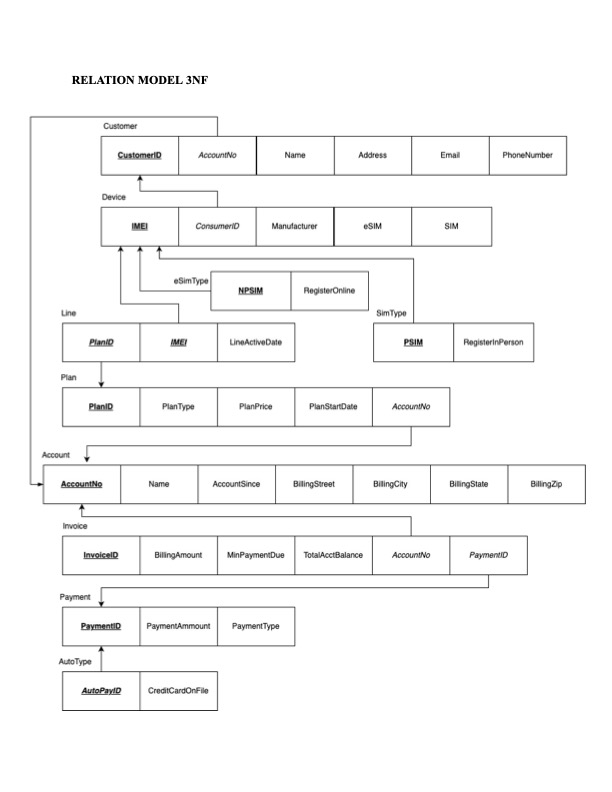 RELATION MODEL 3NF
Customer
CustomerID AccountNo Name Address Email PhoneNumber
Device
IMEI ConsumerID Manufacturer eSIM SIM
eSimType
NPSIM RegisterOnline
Line
SimType
PlanID IMEI LineActiveDate
PSIM RegisterInPerson
Plan
PlanID PlanType PlanPrice PlanStartDate AccountNo
Account
AccountNo Name AccountSince BillingStreet BillingCity BillingState BillingZip
Invoice
InvoiceID BillingAmount MinPaymentDue TotalAcctBalance AccountNo PaymentID
Payment
PaymentID PaymentAmmount PaymentType
AutoType
AutoPayID CreditCardOnFile